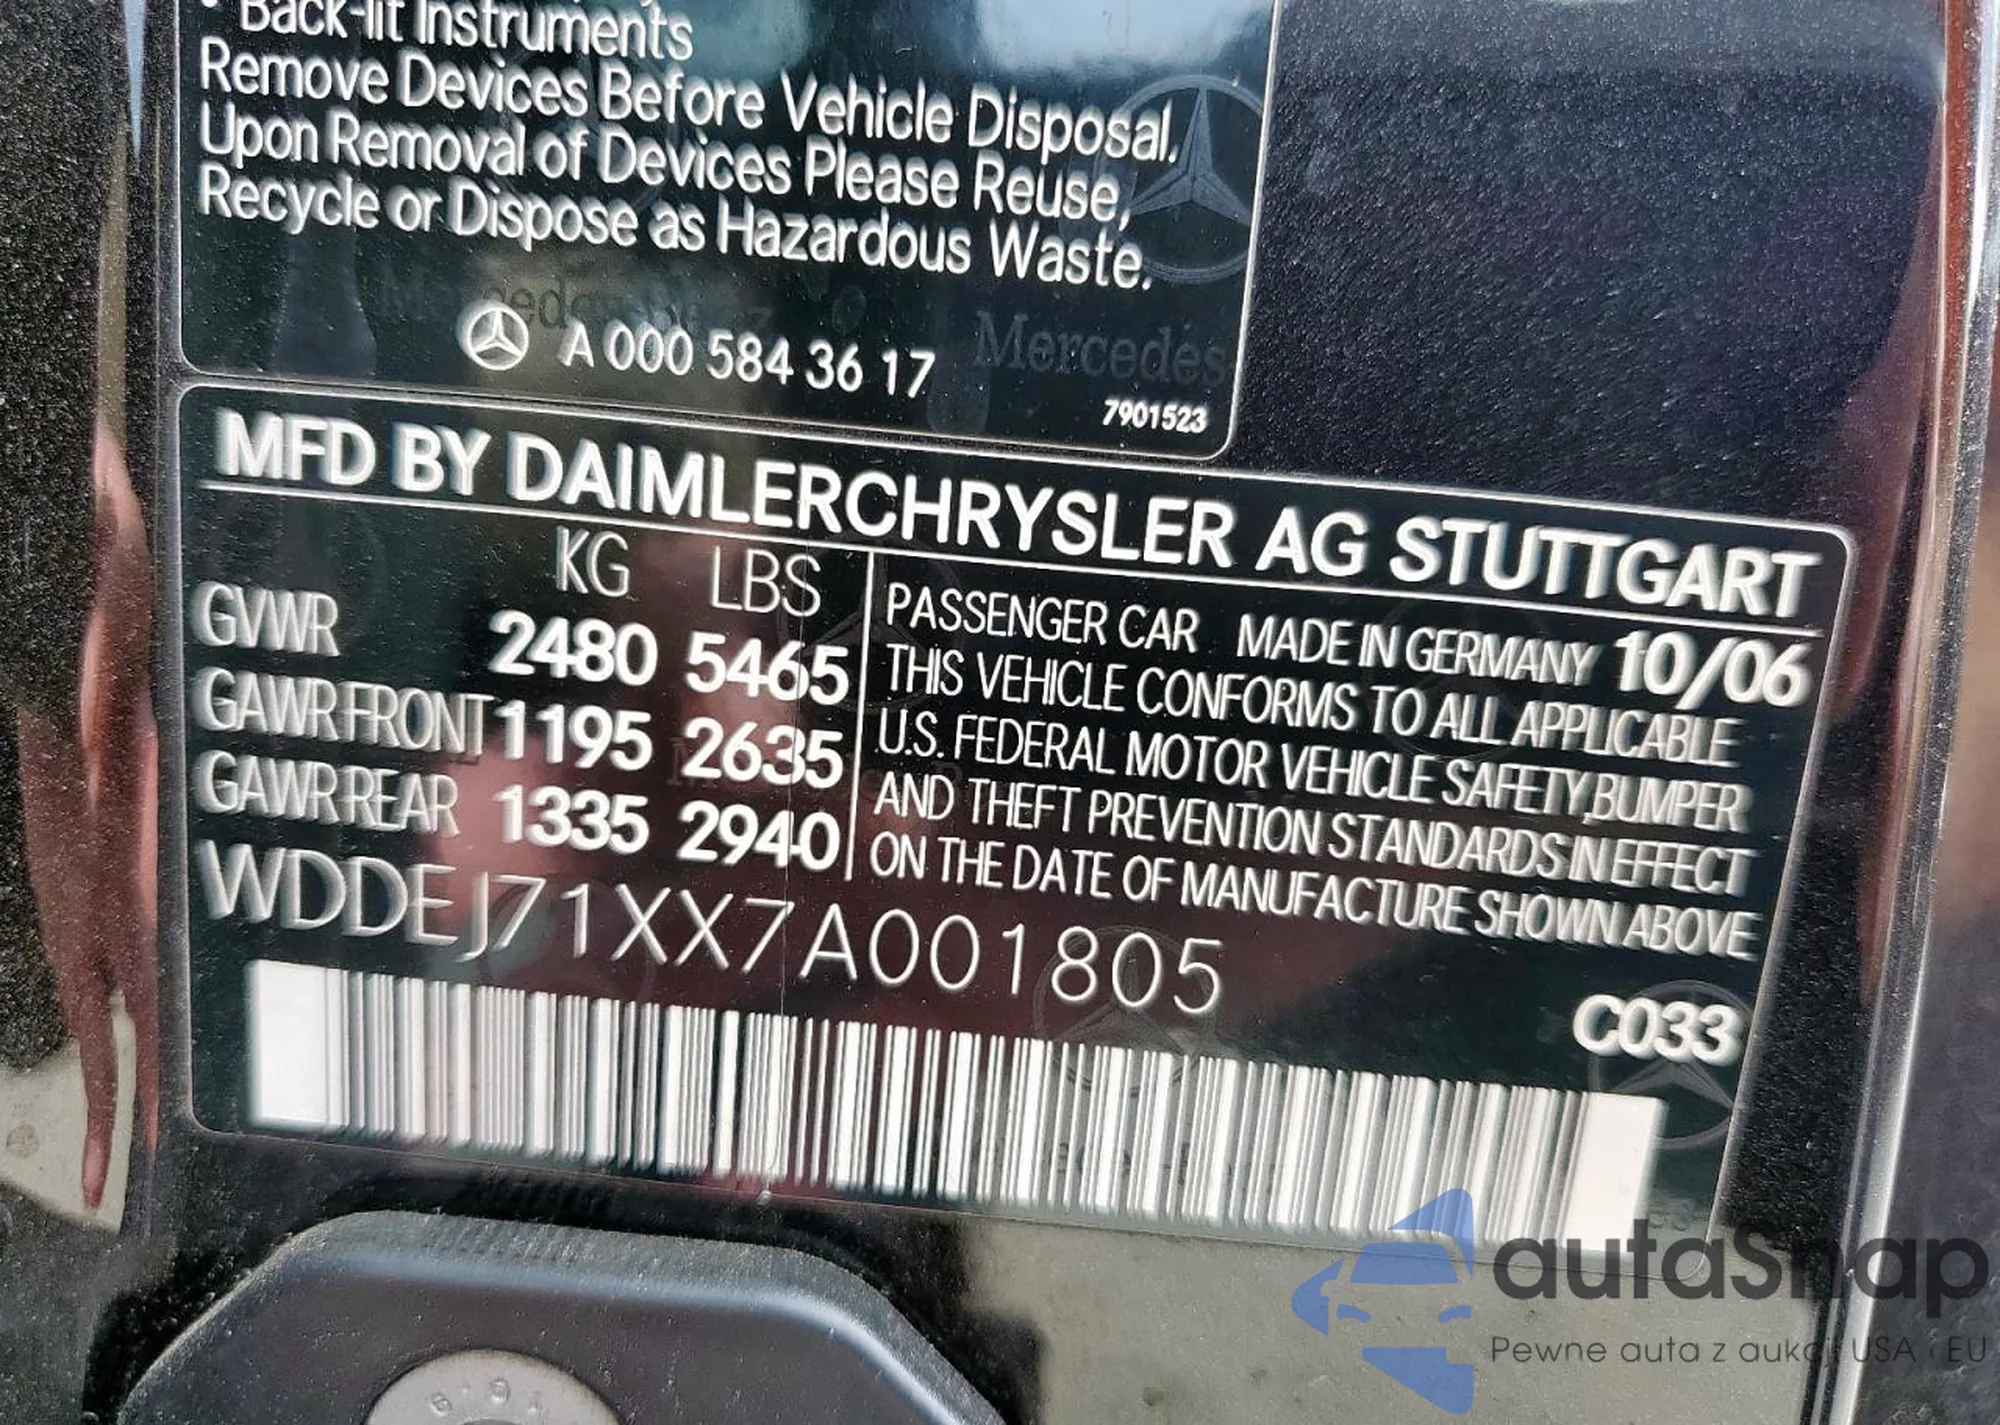 • Back-lit Instruments
Remove Devices Before Vehicle Disposal.
Upon Removal of Devices Please Reuse,
Recycle or Dispose as Hazardous Waste.
Mercedes-Benz
Mercedes
A 000 584 36 17
7901523
MFD BY DAIMLERCHRYSLER AG STUTTGART
KG LBS
GVWR 2480 5465
GAWR FRONT 1195 2635
GAWR REAR 1335 2940
PASSENGER CAR MADE IN GERMANY 10/06
THIS VEHICLE CONFORMS TO ALL APPLICABLE
U.S. FEDERAL MOTOR VEHICLE SAFETY,BUMPER
AND THEFT PREVENTION STANDARDS IN EFFECT
ON THE DATE OF MANUFACTURE SHOWN ABOVE
WDDEJ71XX7A001805
C033
autaSnap
Pewne auta z aukcji USA i EU